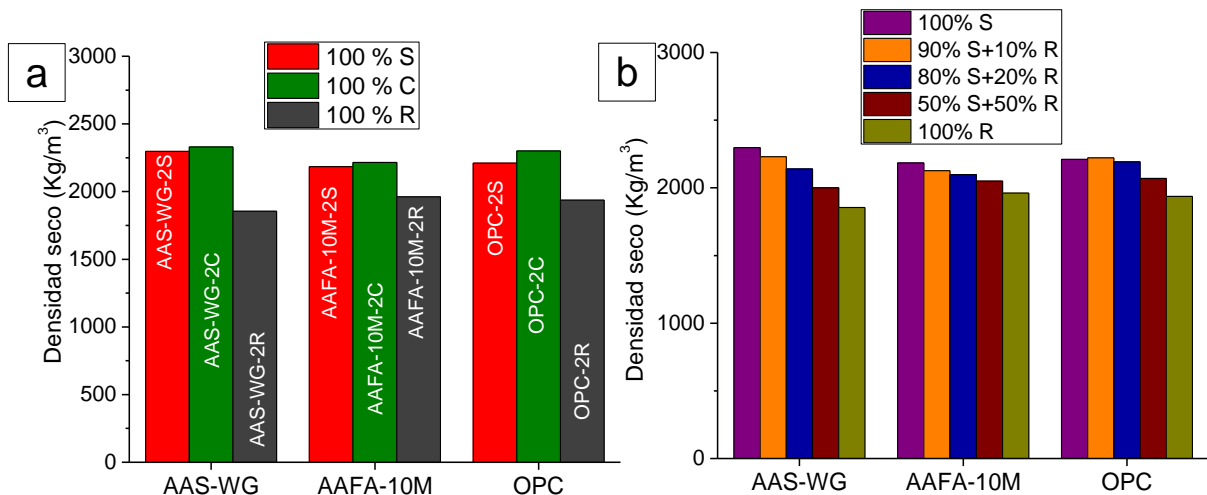 a
100 % S
100 % C
100 % R
Densidad seco (Kg/m³)
3000
2500
2000
1500
1000
500
0
AAS-WG-2S
AAS-WG-2C
AAS-WG-2R
AAFA-10M-2S
AAFA-10M-2C
AAFA-10M-2R
OPC-2S
OPC-2C
OPC-2R
AAS-WG
AAFA-10M
OPC
b
100% S
90% S+10% R
80% S+20% R
50% S+50% R
100% R
Densidad seco (Kg/m³)
3000
2000
1000
0
AAS-WG
AAFA-10M
OPC